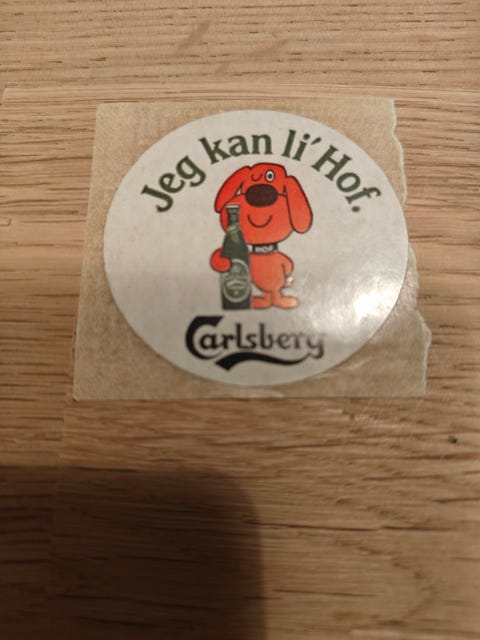 Jeg kan li' Hof.
HOF
Carlsberg